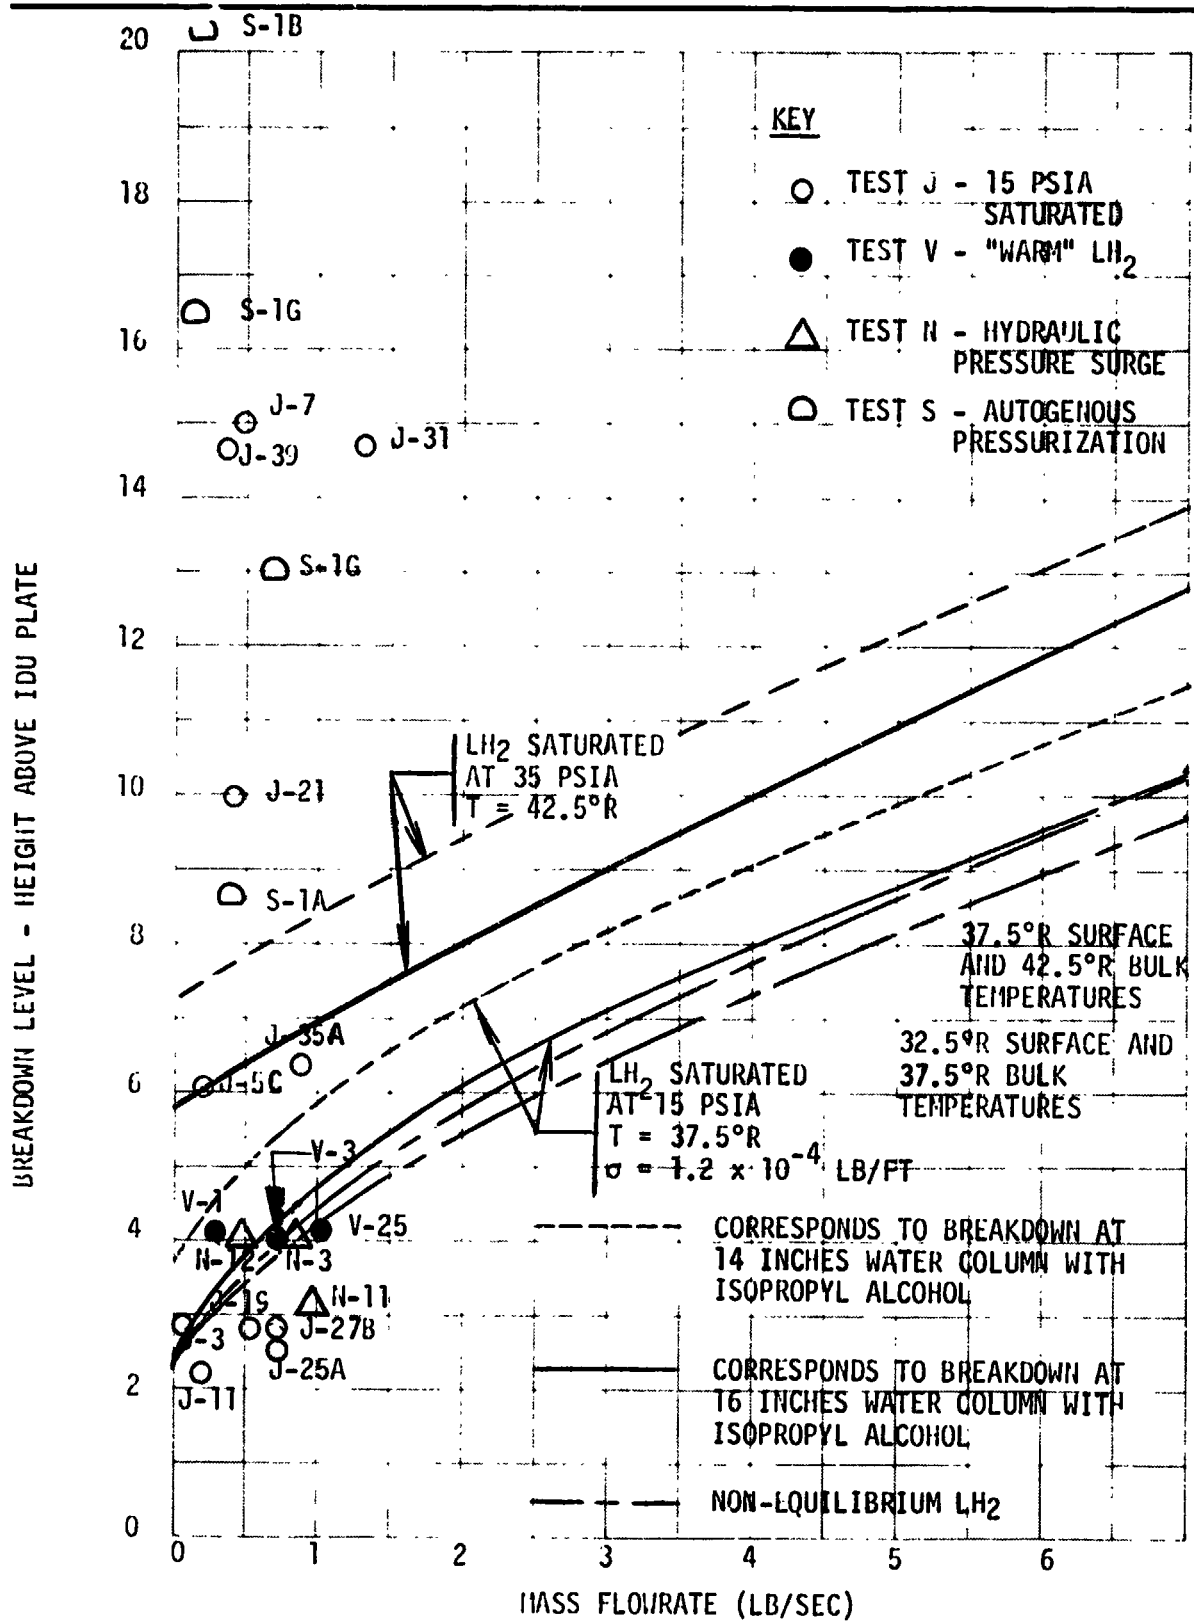 20
S-1B
KEY
TEST J - 15 PSIA
SATURATED
18
TEST V - "WARM" LH2
S-1G
16
TEST N - HYDRAULIC
PRESSURE SURGE
J-7
TEST S - AUTOGENOUS
PRESSURIZATION
J-39
J-31
14
S-1G
12
BREAKDOWN LEVEL - HEIGHT ABOVE IDU PLATE
LH2 SATURATED
AT 35 PSIA
T = 42.5°R
10
J-21
S-1A
8
37.5°R SURFACE
AND 42.5°R BULK
TEMPERATURES
J-35A
32.5°R SURFACE AND
37.5°R BULK
TEMPERATURES
6
J-5C
LH2 SATURATED
AT 15 PSIA
T = 37.5°R
σ = 1.2 x 10-4 LB/FT
V-3
V-1
4
V-25
N-12
N-3
CORRESPONDS TO BREAKDOWN AT
14 INCHES WATER COLUMN WITH
ISOPROPYL ALCOHOL
J-19
N-11
J-3
J-27B
J-25A
2
J-11
CORRESPONDS TO BREAKDOWN AT
16 INCHES WATER COLUMN WITH
ISOPROPYL ALCOHOL
NON-EQUILIBRIUM LH2
0
0 1 2 3 4 5 6
MASS FLOWRATE (LB/SEC)